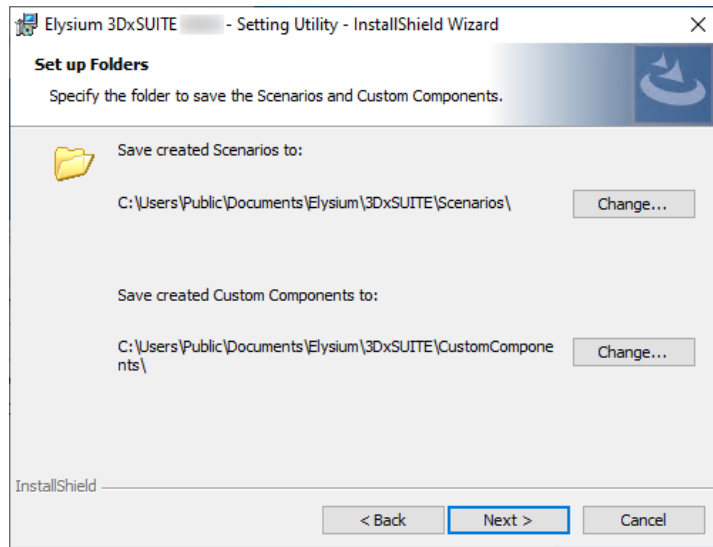 Elysium 3DxSUITE - Setting Utility - InstallShield Wizard
Set up Folders
Specify the folder to save the Scenarios and Custom Components.
Save created Scenarios to:
C:\Users\Public\Documents\Elysium\3DxSUITE\Scenarios\
Change...
Save created Custom Components to:
C:\Users\Public\Documents\Elysium\3DxSUITE\CustomCompone
nts\
Change...
InstallShield
< Back
Next >
Cancel